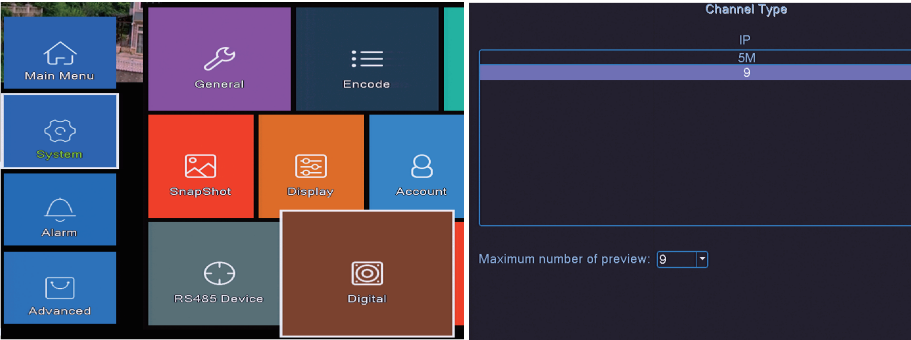 Main Menu
System
Alarm
Advanced
General
Encode
SnapShot
Display
Account
RS485 Device
Digital
Channel Type
IP
5M
9
Maximum number of preview: 9